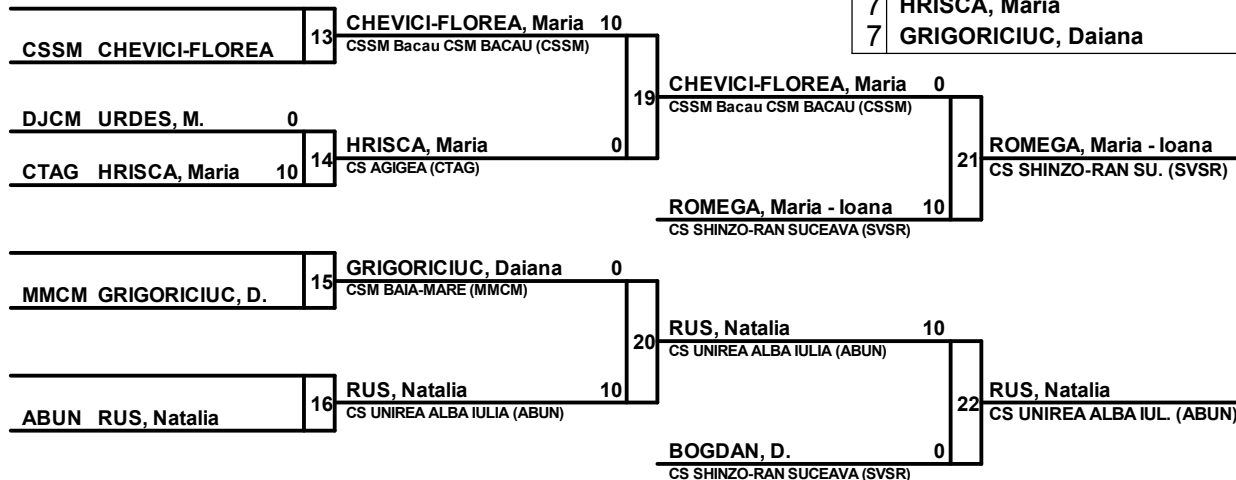 7 HRISCA, Maria
7 GRIGORICIUC, Daiana
CSSM CHEVICI-FLOREA
13
CHEVICI-FLOREA, Maria 10
CSSM Bacau CSM BACAU (CSSM)
DJCM URDES, M. 0
CTAG HRISCA, Maria 10
14
HRISCA, Maria 0
CS AGIGEA (CTAG)
19
CHEVICI-FLOREA, Maria 0
CSSM Bacau CSM BACAU (CSSM)
ROMEGA, Maria - Ioana 10
CS SHINZO-RAN SUCEAVA (SVSR)
21
ROMEGA, Maria - Ioana
CS SHINZO-RAN SU. (SVSR)
MMCM GRIGORICIUC, D.
15
GRIGORICIUC, Daiana 0
CSM BAIA-MARE (MMCM)
ABUN RUS, Natalia
16
RUS, Natalia 10
CS UNIREA ALBA IULIA (ABUN)
20
RUS, Natalia 10
CS UNIREA ALBA IULIA (ABUN)
BOGDAN, D. 0
CS SHINZO-RAN SUCEAVA (SVSR)
22
RUS, Natalia
CS UNIREA ALBA IUL. (ABUN)